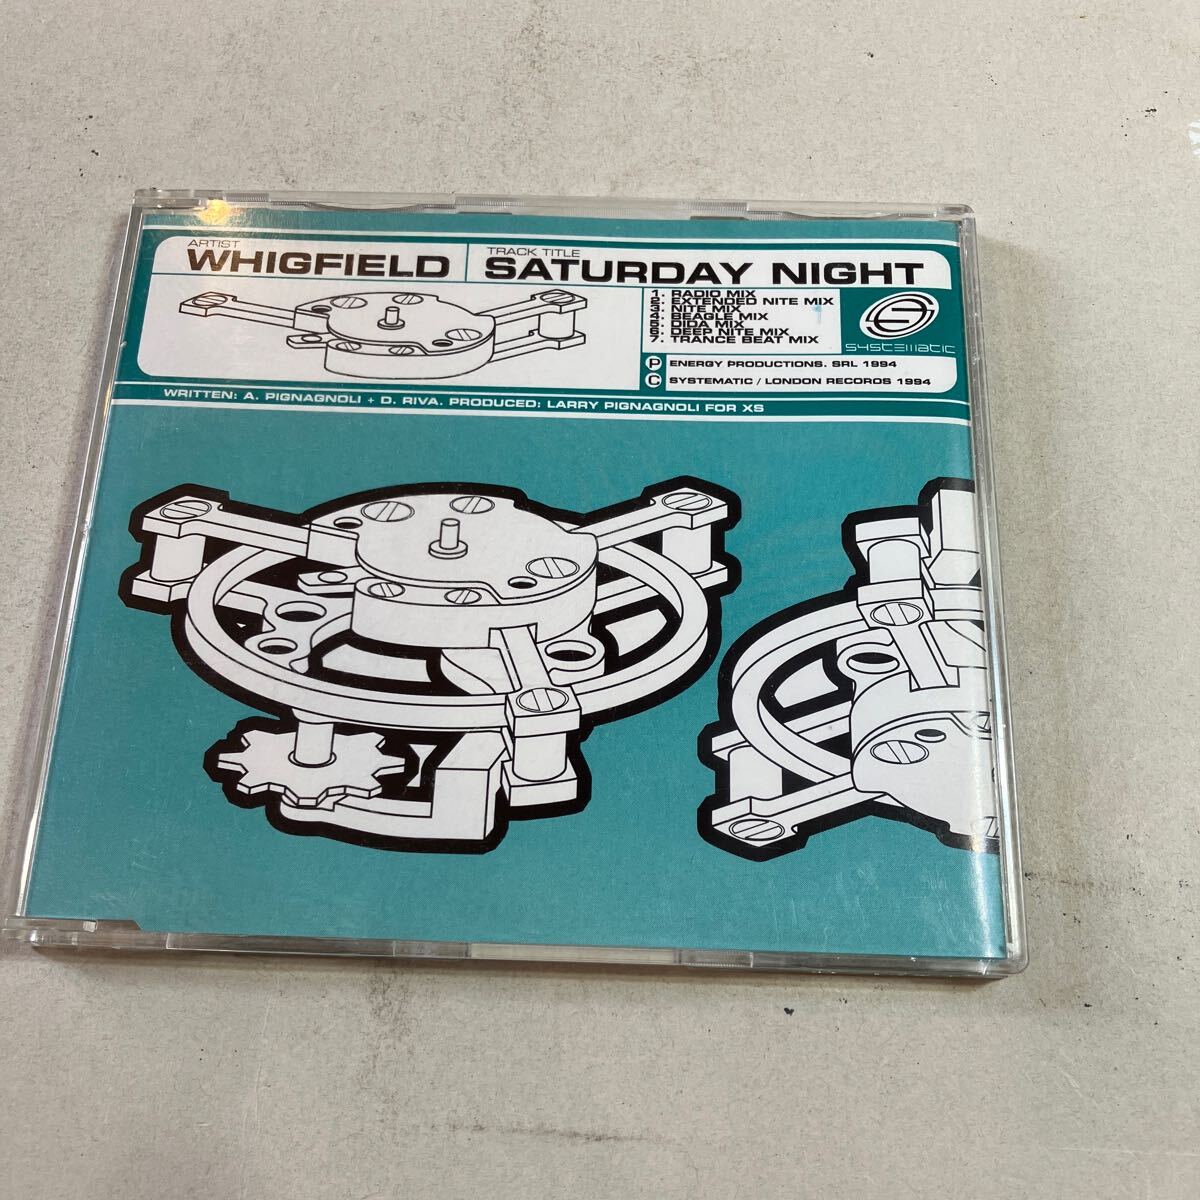 ARTIST
WHIGFIELD
TRACK TITLE
SATURDAY NIGHT
1. RADIO MIX
2. EXTENDED NITE MIX
3. NITE MIX
4. BEAGLE MIX
5. DIDA MIX
6. DEEP NITE MIX
7. TRANCE BEAT MIX
systematic
P ENERGY PRODUCTIONS. SRL 1994
C SYSTEMATIC / LONDON RECORDS 1994
WRITTEN: A. PIGNAGNOLI + D. RIVA. PRODUCED: LARRY PIGNAGNOLI FOR XS